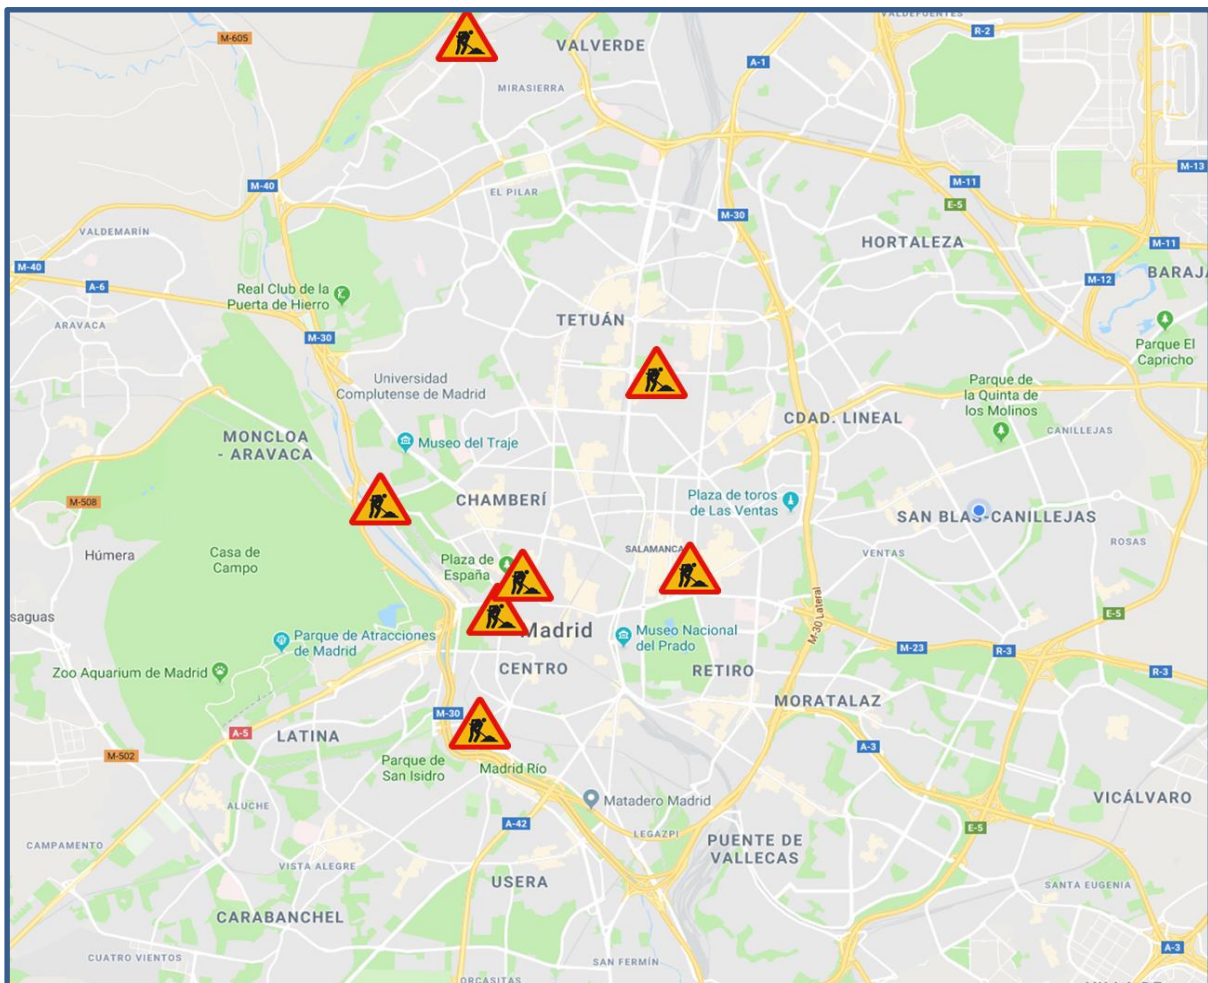 VALDEFUENTES
M-605
R-2
VALVERDE
A-1
MIRASIERRA
M-13
M-40
EL PILAR
M-11
E-5
M-30
VALDEMARÍN
HORTALEZA
M-11
M-40
A-6
M-12
BARAJA
Real Club de la
Puerta de Hierro
ARAVACA
TETUÁN
M-30
Parque El
Capricho
Universidad
Complutense de Madrid
Parque de
la Quinta de
los Molinos
CDAD. LINEAL
MONCLOA
- ARAVACA
Museo del Traje
CANILLEJAS
M-508
CHAMBERÍ
Plaza de toros
de Las Ventas
SAN BLAS-CANILLEJAS
Húmera
Casa de
Campo
Plaza de
España
SALAMANCA
VENTAS
ROSAS
saguas
M-30 Lateral
E-5
Parque de Atracciones
de Madrid
Madrid
Museo Nacional
del Prado
M-23
R-3
Zoo Aquarium de Madrid
CENTRO
RETIRO
R-3
MORATALAZ
M-30
A-5
LATINA
A-3
M-502
Parque de
San Isidro
Madrid Río
ALUCHE
Matadero Madrid
VICÁLVARO
A-42
LEGAZPI
E-5
CAMPAMENTO
PUENTE DE
VALLECAS
VISTA ALEGRE
USERA
SANTA EUGENIA
CARABANCHEL
A-3
CUATRO VIENTOS
SAN FERMÍN
ORCASITAS